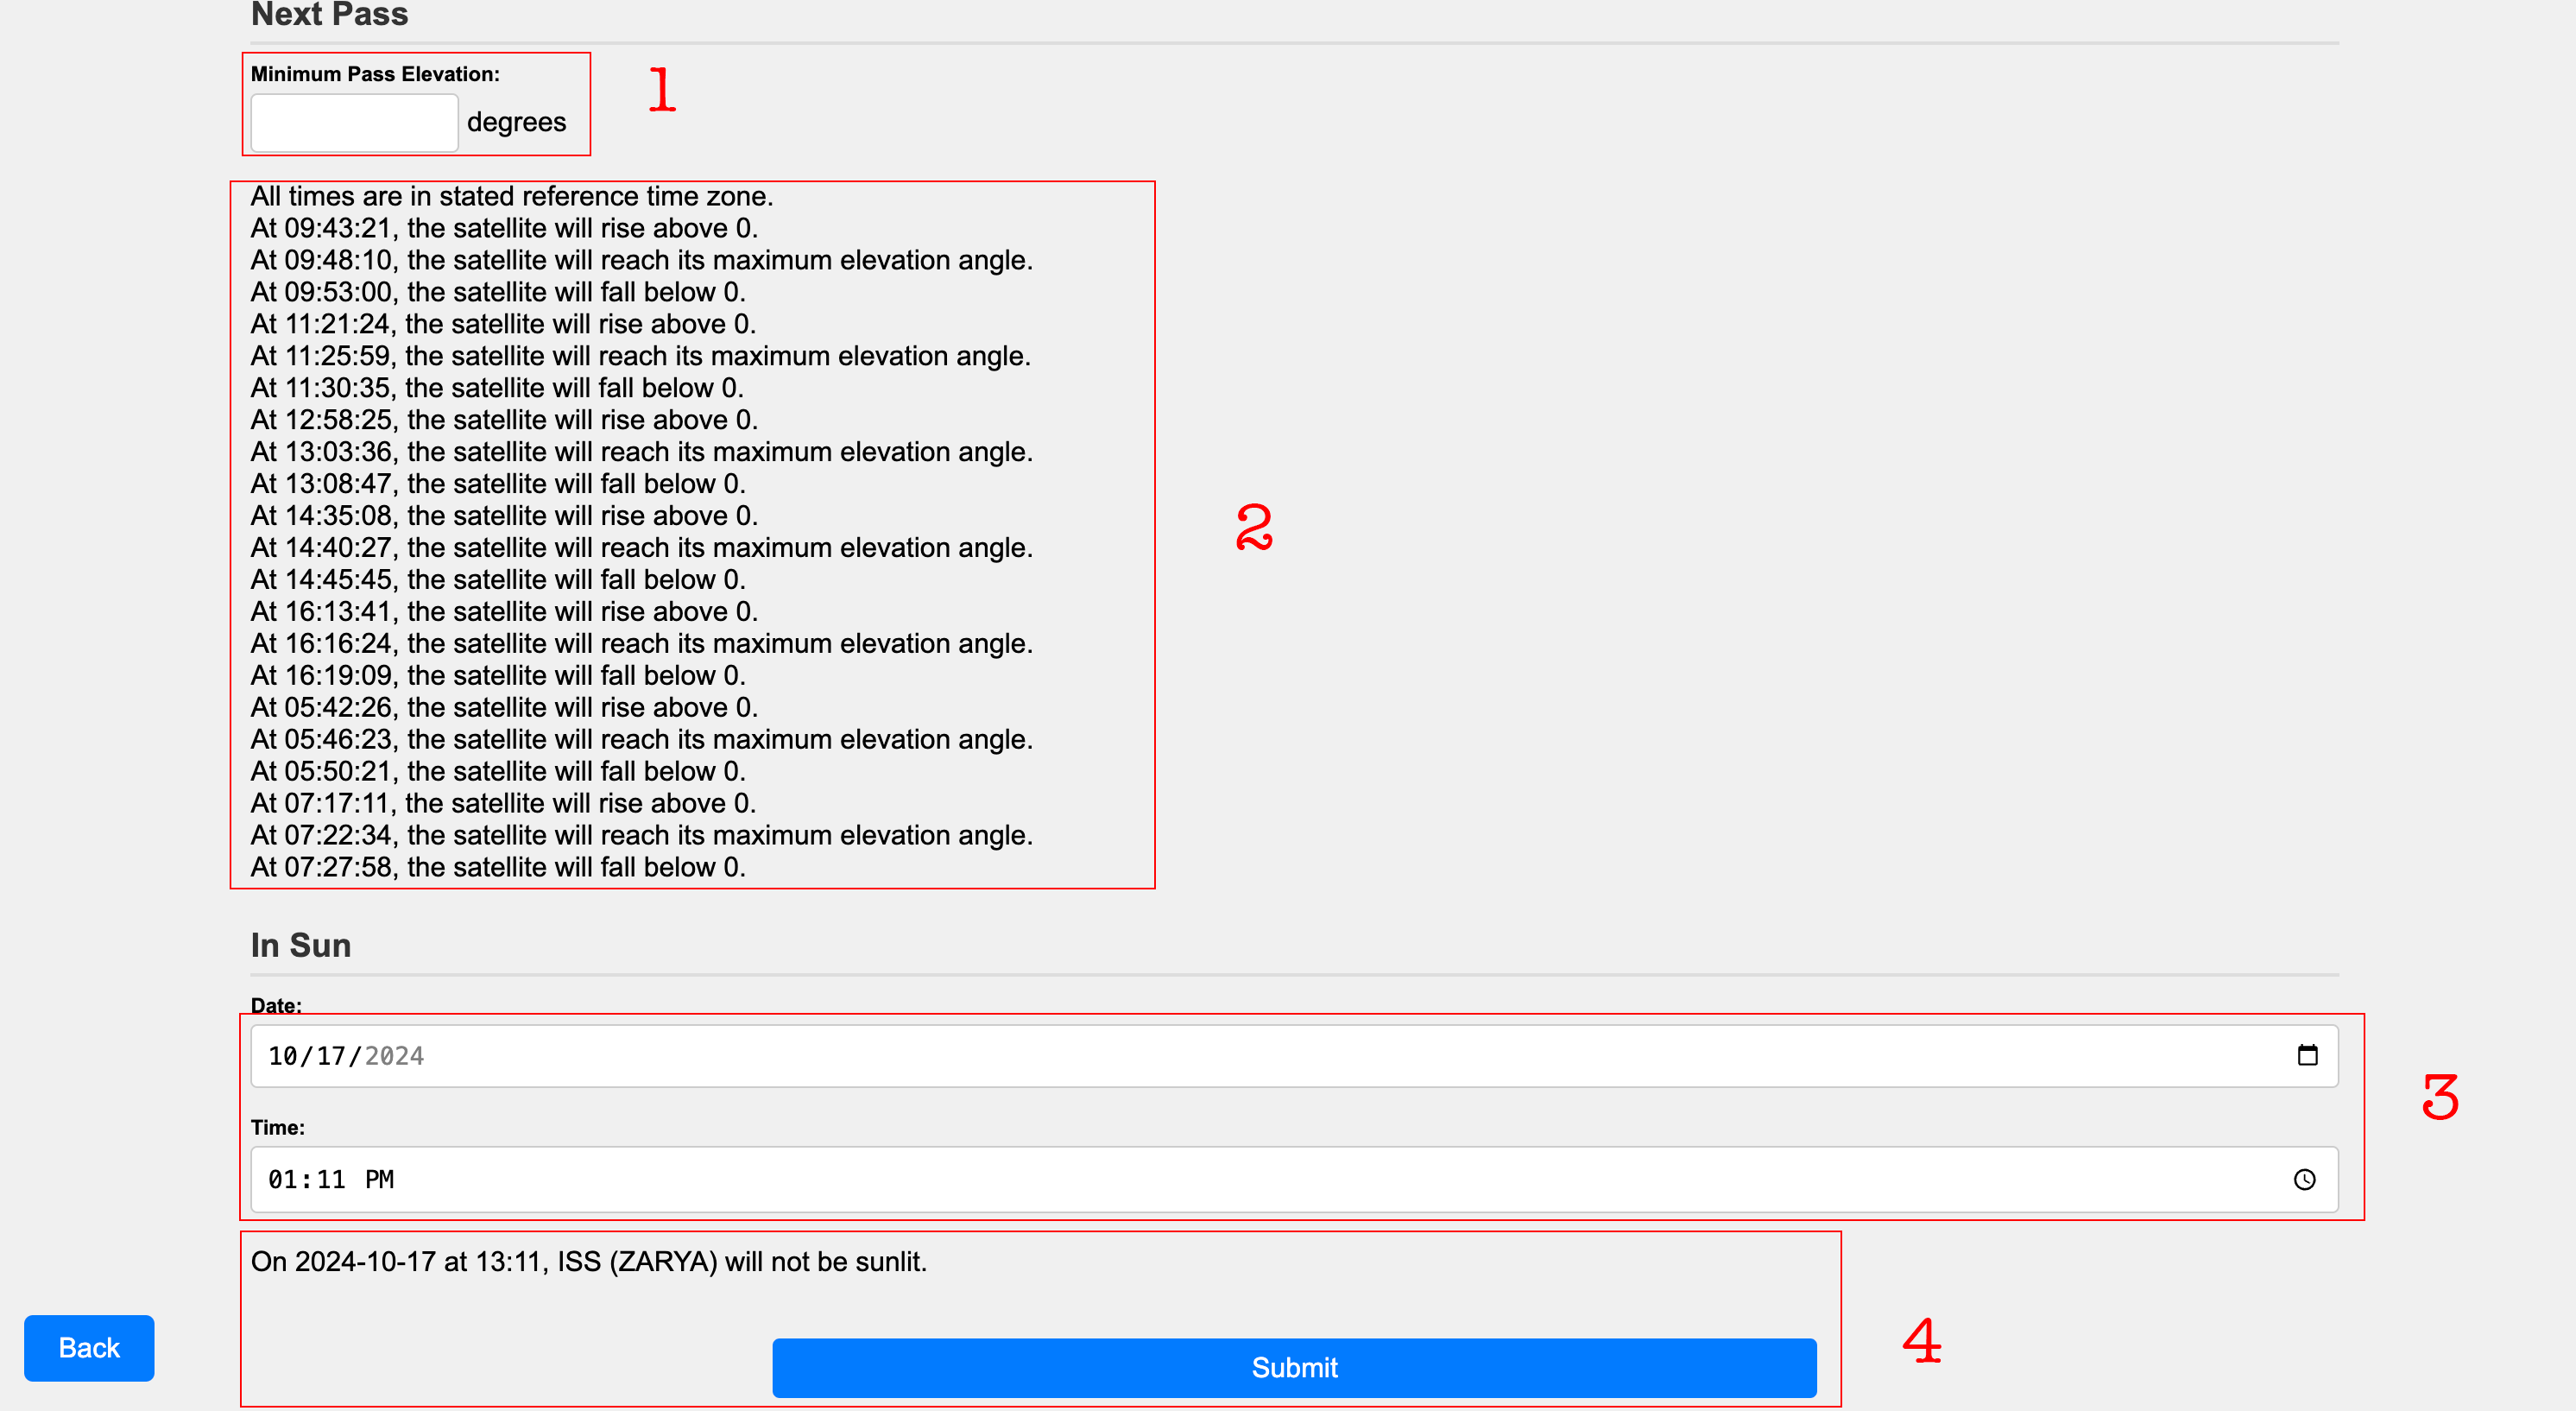 Next Pass
Minimum Pass Elevation:
degrees
1
All times are in stated reference time zone.
At 09:43:21, the satellite will rise above 0.
At 09:48:10, the satellite will reach its maximum elevation angle.
At 09:53:00, the satellite will fall below 0.
At 11:21:24, the satellite will rise above 0.
At 11:25:59, the satellite will reach its maximum elevation angle.
At 11:30:35, the satellite will fall below 0.
At 12:58:25, the satellite will rise above 0.
At 13:03:36, the satellite will reach its maximum elevation angle.
At 13:08:47, the satellite will fall below 0.
At 14:35:08, the satellite will rise above 0.
At 14:40:27, the satellite will reach its maximum elevation angle.
At 14:45:45, the satellite will fall below 0.
At 16:13:41, the satellite will rise above 0.
At 16:16:24, the satellite will reach its maximum elevation angle.
At 16:19:09, the satellite will fall below 0.
At 05:42:26, the satellite will rise above 0.
At 05:46:23, the satellite will reach its maximum elevation angle.
At 05:50:21, the satellite will fall below 0.
At 07:17:11, the satellite will rise above 0.
At 07:22:34, the satellite will reach its maximum elevation angle.
At 07:27:58, the satellite will fall below 0.
2
In Sun
Date:
10/17/2024
Time:
01:11 PM
3
On 2024-10-17 at 13:11, ISS (ZARYA) will not be sunlit.
Back
Submit
4